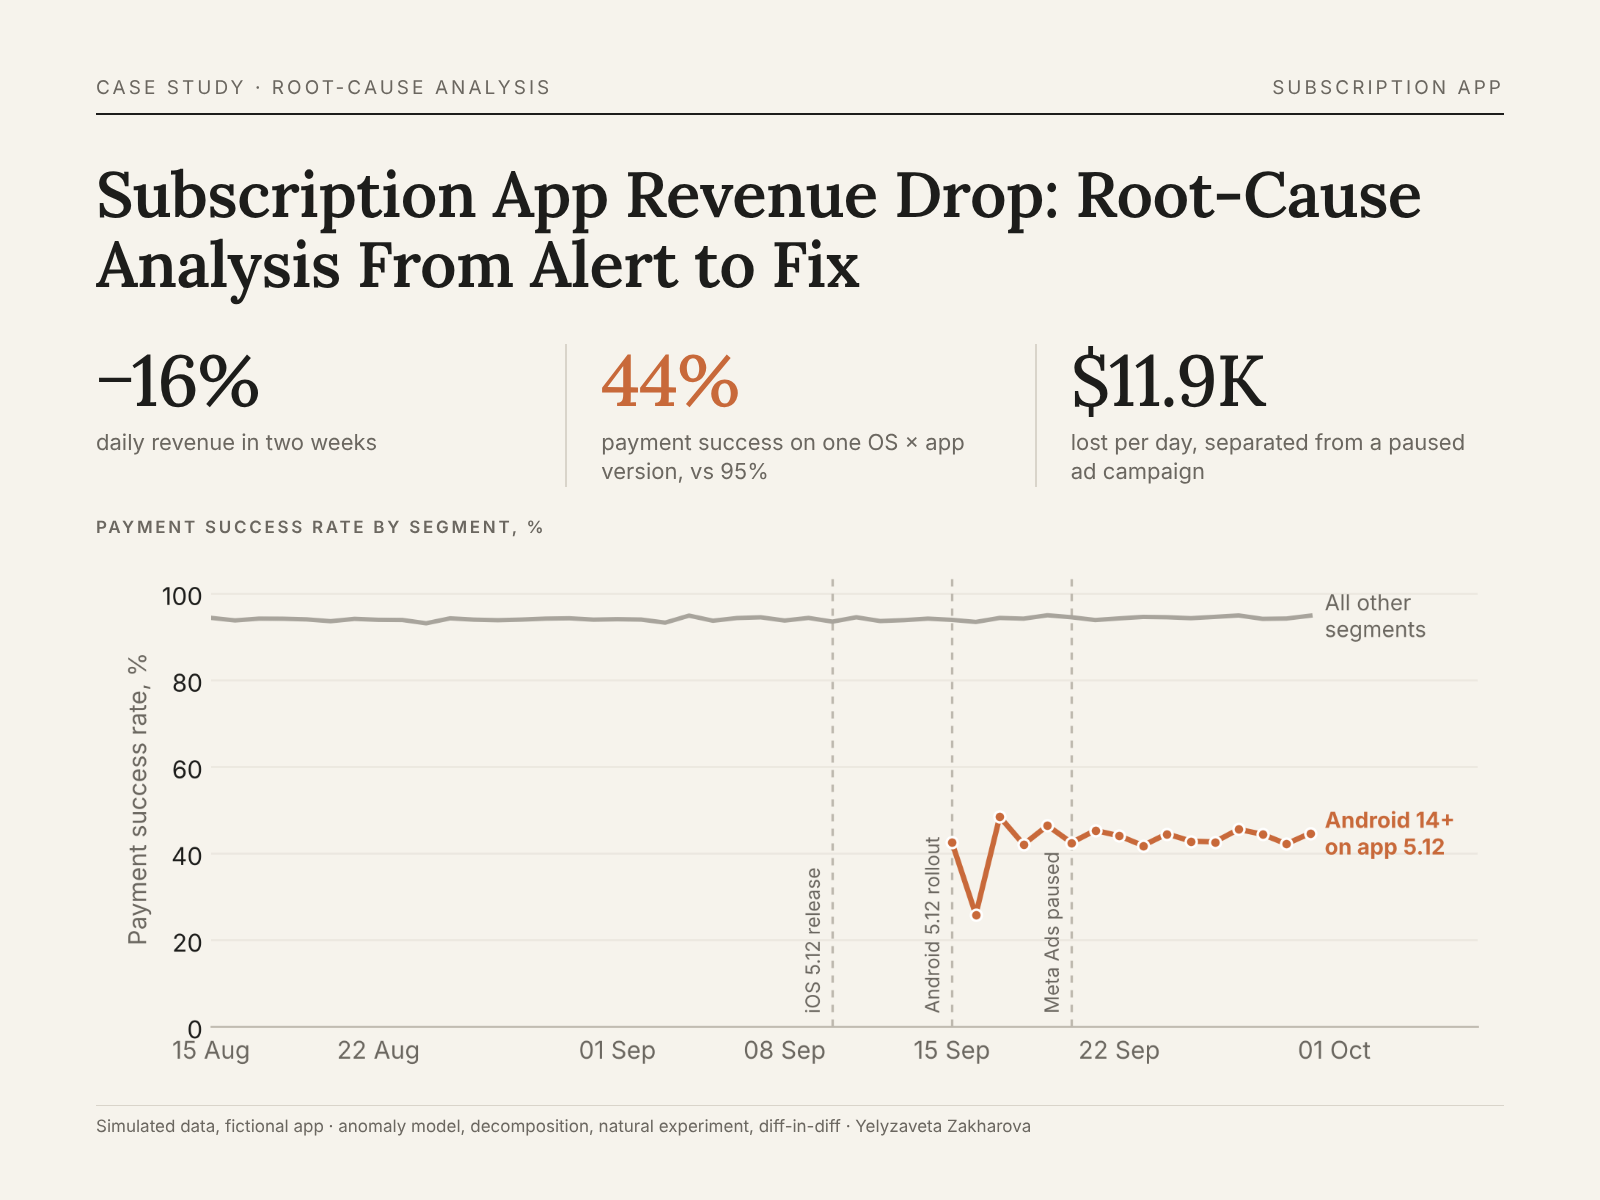 CASE STUDY · ROOT-CAUSE ANALYSIS
SUBSCRIPTION APP
Subscription App Revenue Drop: Root-Cause
Analysis From Alert to Fix
−16%
daily revenue in two weeks
44%
payment success on one OS × app
version, vs 95%
$11.9K
lost per day, separated from a paused
ad campaign
PAYMENT SUCCESS RATE BY SEGMENT, %
Payment success rate, %
100
80
60
40
20
0
All other
segments
Android 14+
on app 5.12
iOS 5.12 release
Android 5.12 rollout
Meta Ads paused
15 Aug
22 Aug
01 Sep
08 Sep
15 Sep
22 Sep
01 Oct
Simulated data, fictional app · anomaly model, decomposition, natural experiment, diff-in-diff · Yelyzaveta Zakharova